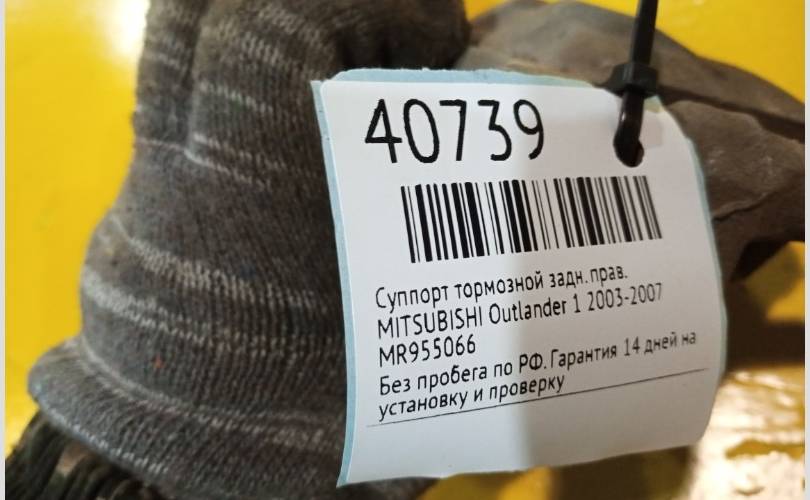 40739
Суппорт тормозной задн.прав.
MITSUBISHI Outlander 1 2003-2007
MR955066
Без пробега по РФ. Гарантия 14 дней на
установку и проверку